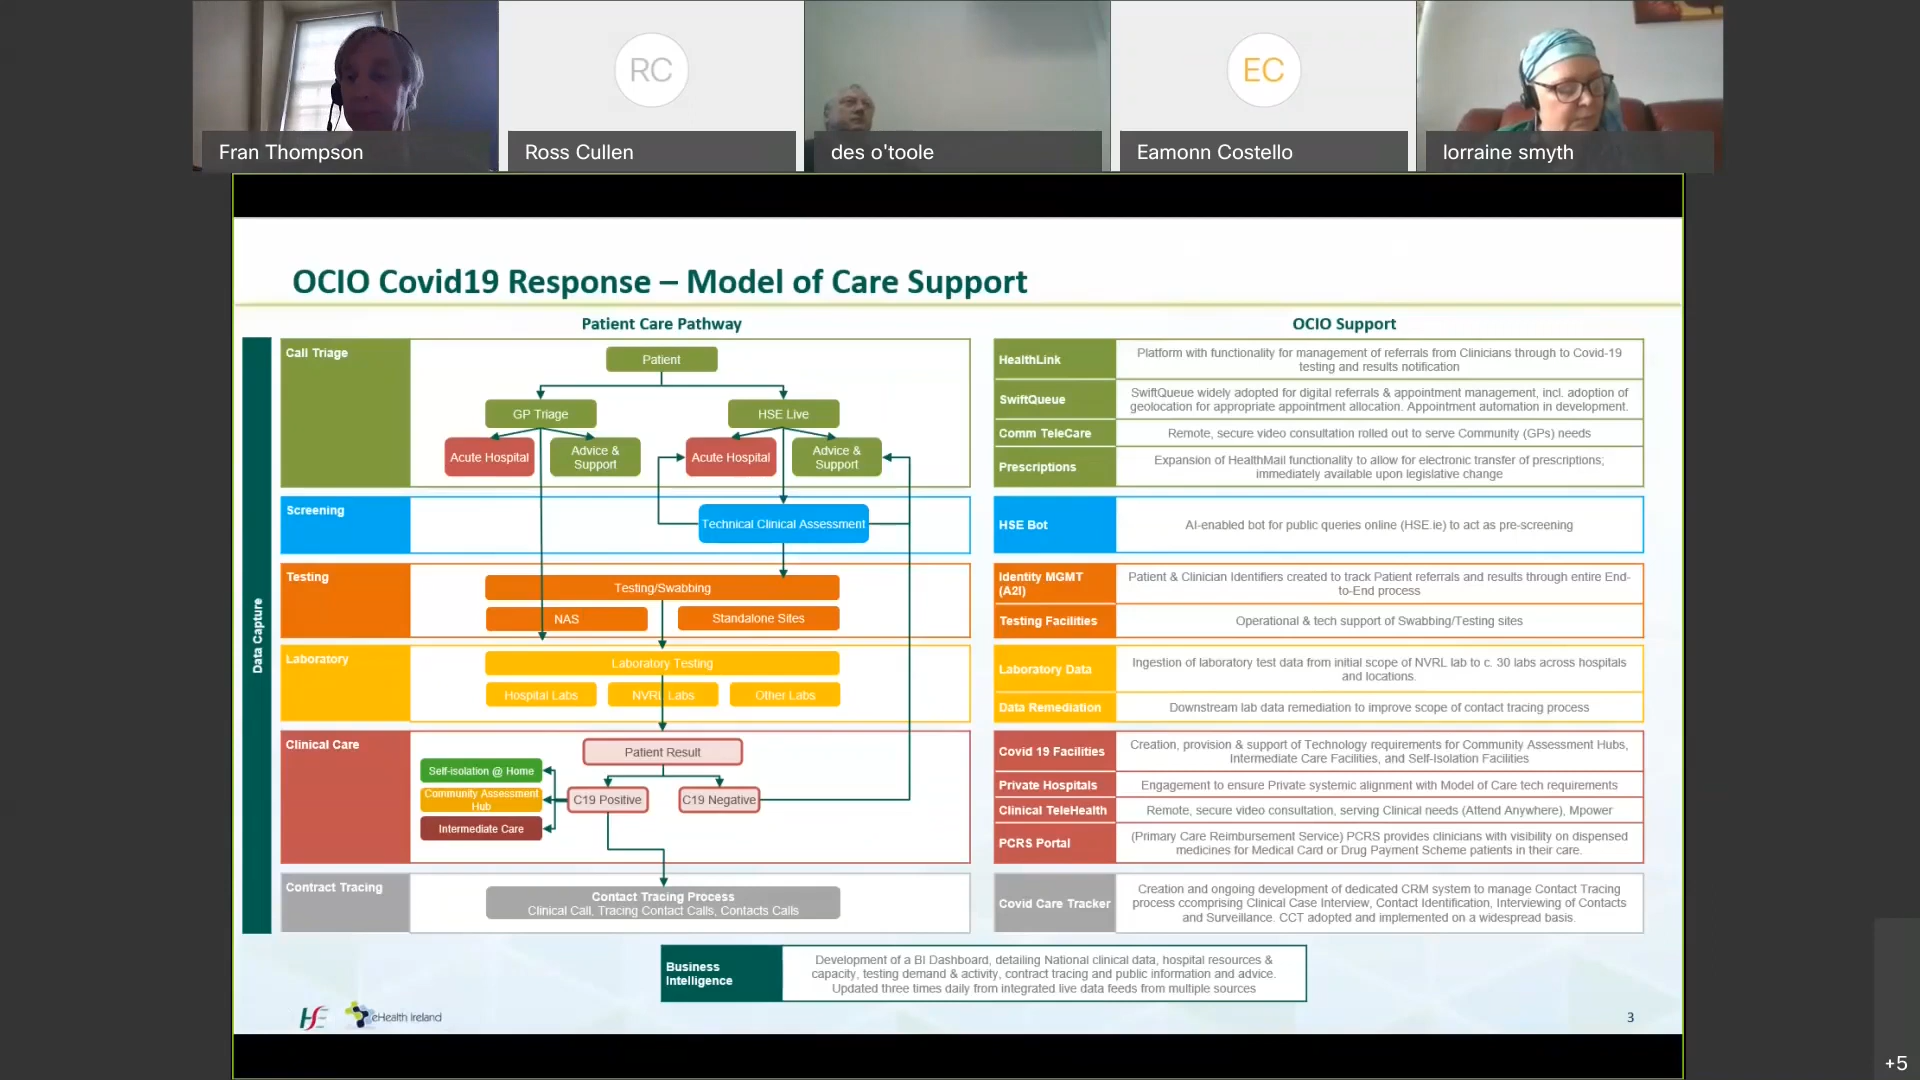 RC
EC
Fran Thompson
Ross Cullen
des o'toole
Eamonn Costello
lorraine smyth
OCIO Covid19 Response – Model of Care Support
Patient Care Pathway
OCIO Support
Data Capture
Call Triage
Patient
GP Triage
HSE Live
Acute Hospital
Advice &
Support
Acute Hospital
Advice &
Support
Screening
Technical Clinical Assessment
Testing
Testing/Swabbing
NAS
Standalone Sites
Laboratory
Laboratory Testing
Hospital Labs
NVRL Labs
Other Labs
Clinical Care
Patient Result
Self-isolation @ Home
Community Assessment
Hub
Intermediate Care
C19 Positive
C19 Negative
Contract Tracing
Contact Tracing Process
Clinical Call, Tracing Contact Calls, Contacts Calls
HealthLink
Platform with functionality for management of referrals from Clinicians through to Covid-19
testing and results notification
SwiftQueue
SwiftQueue widely adopted for digital referrals & appointment management, incl. adoption of
geolocation for appropriate appointment allocation. Appointment automation in development.
Comm TeleCare
Remote, secure video consultation rolled out to serve Community (GPs) needs
Prescriptions
Expansion of HealthMail functionality to allow for electronic transfer of prescriptions;
immediately available upon legislative change
HSE Bot
AI-enabled bot for public queries online (HSE.ie) to act as pre-screening
Identity MGMT
(A2I)
Patient & Clinician Identifiers created to track Patient referrals and results through entire End-
to-End process
Testing Facilities
Operational & tech support of Swabbing/Testing sites
Laboratory Data
Ingestion of laboratory test data from initial scope of NVRL lab to c. 30 labs across hospitals
and locations.
Data Remediation
Downstream lab data remediation to improve scope of contact tracing process
Covid 19 Facilities
Creation, provision & support of Technology requirements for Community Assessment Hubs,
Intermediate Care Facilities, and Self-Isolation Facilities
Private Hospitals
Engagement to ensure Private systemic alignment with Model of Care tech requirements
Clinical TeleHealth
Remote, secure video consultation, serving Clinical needs (Attend Anywhere), Mpower
PCRS Portal
(Primary Care Reimbursement Service) PCRS provides clinicians with visibility on dispensed
medicines for Medical Card or Drug Payment Scheme patients in their care.
Covid Care Tracker
Creation and ongoing development of dedicated CRM system to manage Contact Tracing
process ccomprising Clinical Case Interview, Contact Identification, Interviewing of Contacts
and Surveillance. CCT adopted and implemented on a widespread basis.
Business
Intelligence
Development of a BI Dashboard, detailing National clinical data, hospital resources &
capacity, testing demand & activity, contract tracing and public information and advice.
Updated three times daily from integrated live data feeds from multiple sources
eHealth Ireland
3
+5